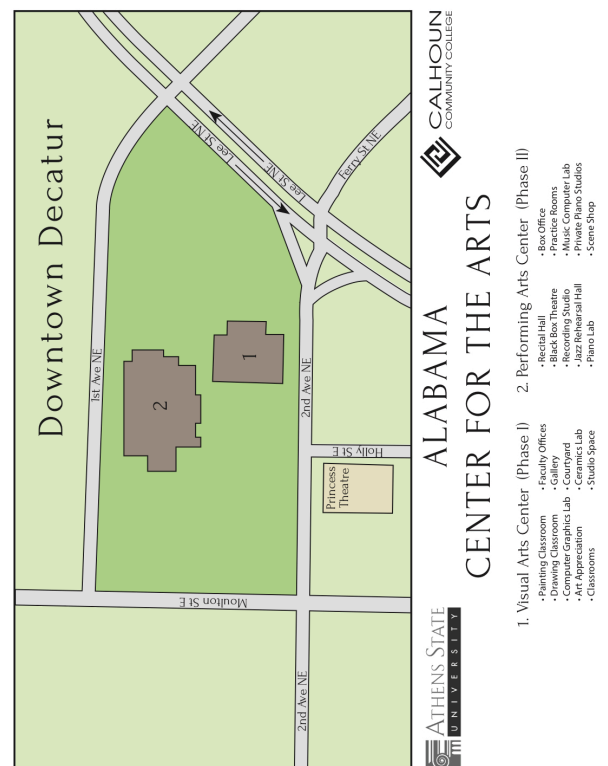 Downtown Decatur
1st Ave NE
Lee St NE
Lee St NE
Ferry St NE
2
1
2nd Ave NE
Holly St E
Princess
Theatre
Moulton St E
2nd Ave NE
ATHENS STATE
UNIVERSITY
ALABAMA
CENTER FOR THE ARTS
CALHOUN
COMMUNITY COLLEGE
1. Visual Arts Center (Phase I)
• Painting Classroom
• Drawing Classroom
• Computer Graphics Lab
• Art Appreciation
• Classrooms
• Faculty Offices
• Gallery
• Courtyard
• Ceramics Lab
• Studio Space
2. Performing Arts Center (Phase II)
• Recital Hall
• Black Box Theatre
• Recording Studio
• Jazz Rehearsal Hall
• Piano Lab
• Box Office
• Practice Rooms
• Music Computer Lab
• Private Piano Studios
• Scene Shop